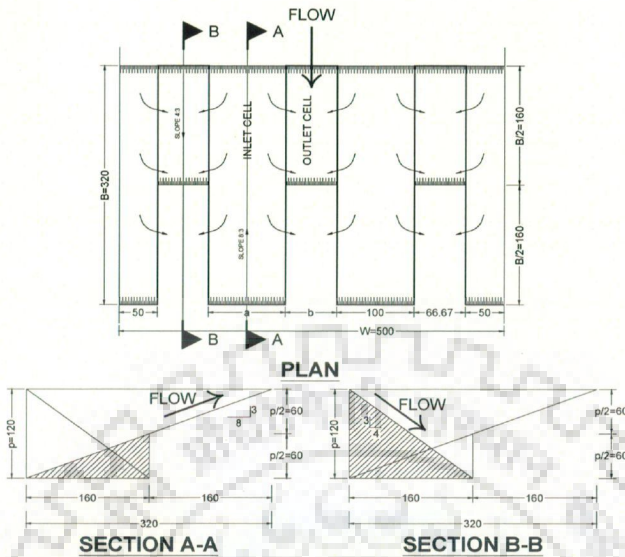 FLOW
B
A
B=320
SLOPE 4:3
INLET CELL
OUTLET CELL
SLOPE 8:3
B/2=160
B/2=160
50
a
b
100
66.67
50
B
A
W=500
PLAN
FLOW
3
8
p=120
p/2=60
p/2=60
160
160
320
SECTION A-A
FLOW
3
4
p=120
p/2=60
p/2=60
160
160
320
SECTION B-B